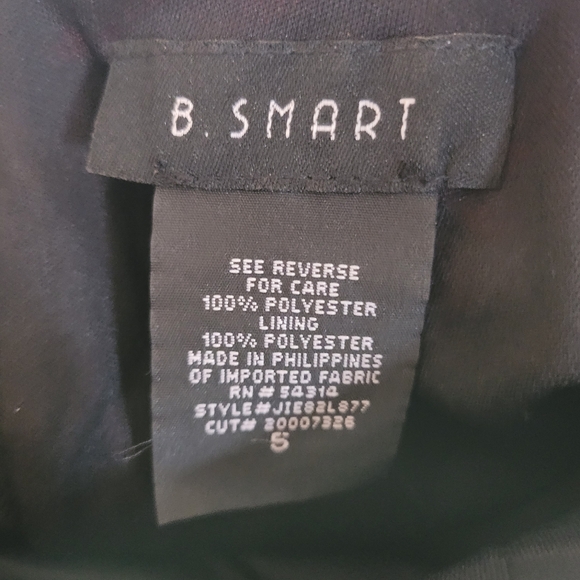 B. SMART
SEE REVERSE
FOR CARE
100% POLYESTER
LINING
100% POLYESTER
MADE IN PHILIPPINES
OF IMPORTED FABRIC
RN # 54314
STYLE#JIE82L877
CUT# 20007326
S